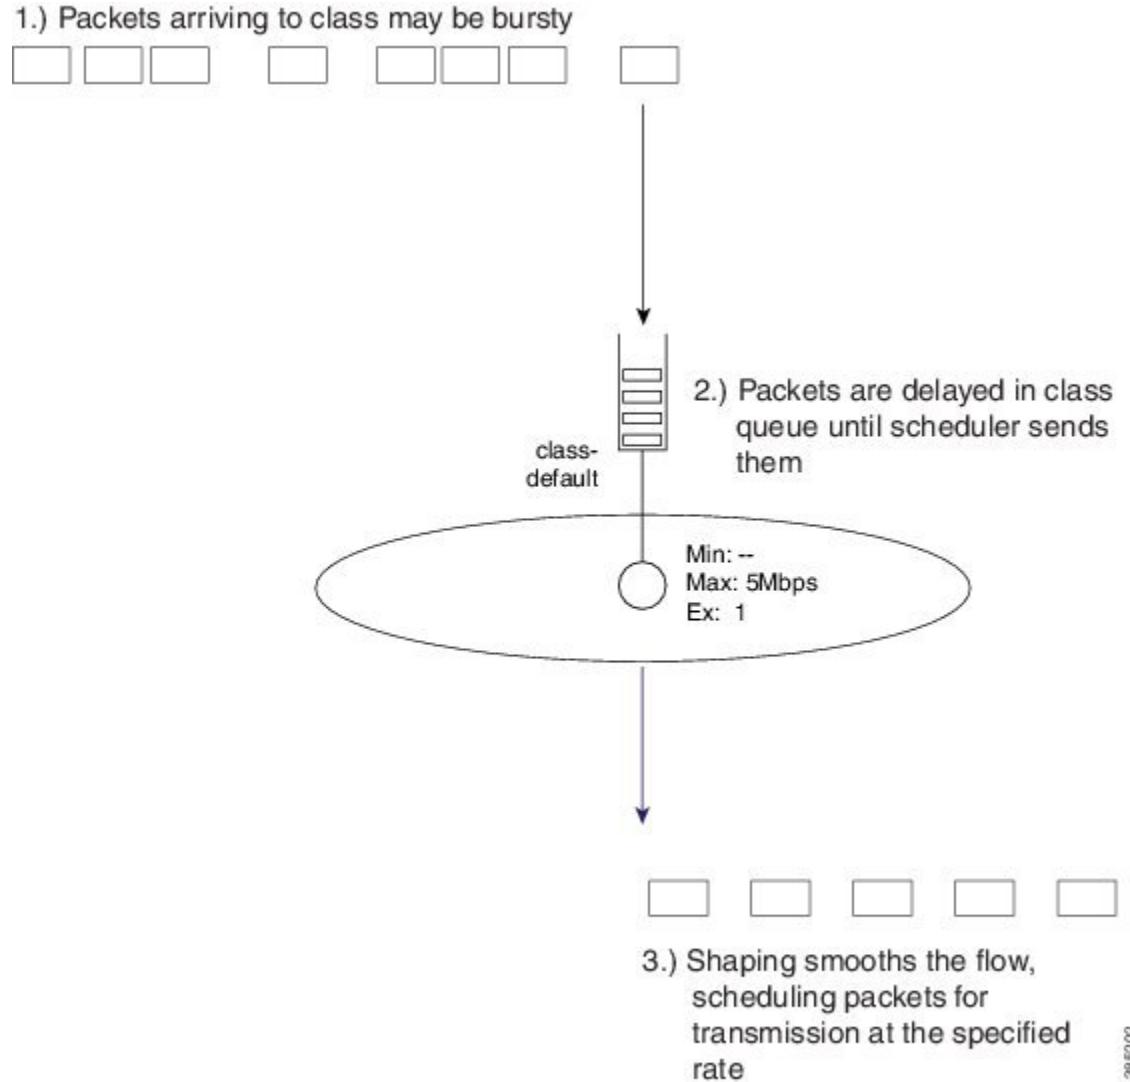 1.) Packets arriving to class may be bursty
2.) Packets are delayed in class
queue until scheduler sends
them
class-
default
Min: --
Max: 5Mbps
Ex: 1
3.) Shaping smooths the flow,
scheduling packets for
transmission at the specified
rate